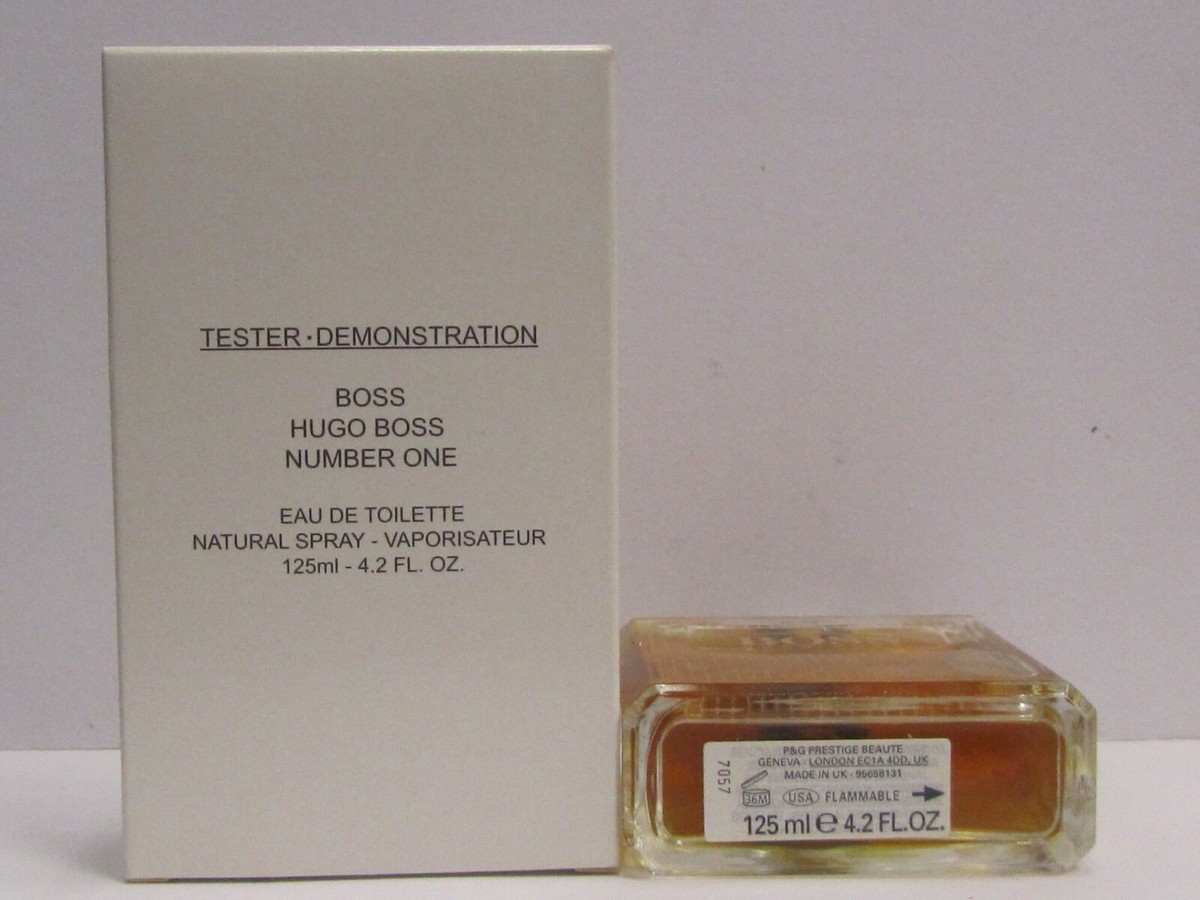 TESTER·DEMONSTRATION
BOSS
HUGO BOSS
NUMBER ONE
EAU DE TOILETTE
NATURAL SPRAY - VAPORISATEUR
125ml - 4.2 FL. OZ.
P&G PRESTIGE BEAUTE
GENEVA · LONDON EC1A 4DD, UK
MADE IN UK · 95658131
7057
36M USA FLAMMABLE
125 ml e 4.2 FL.OZ.